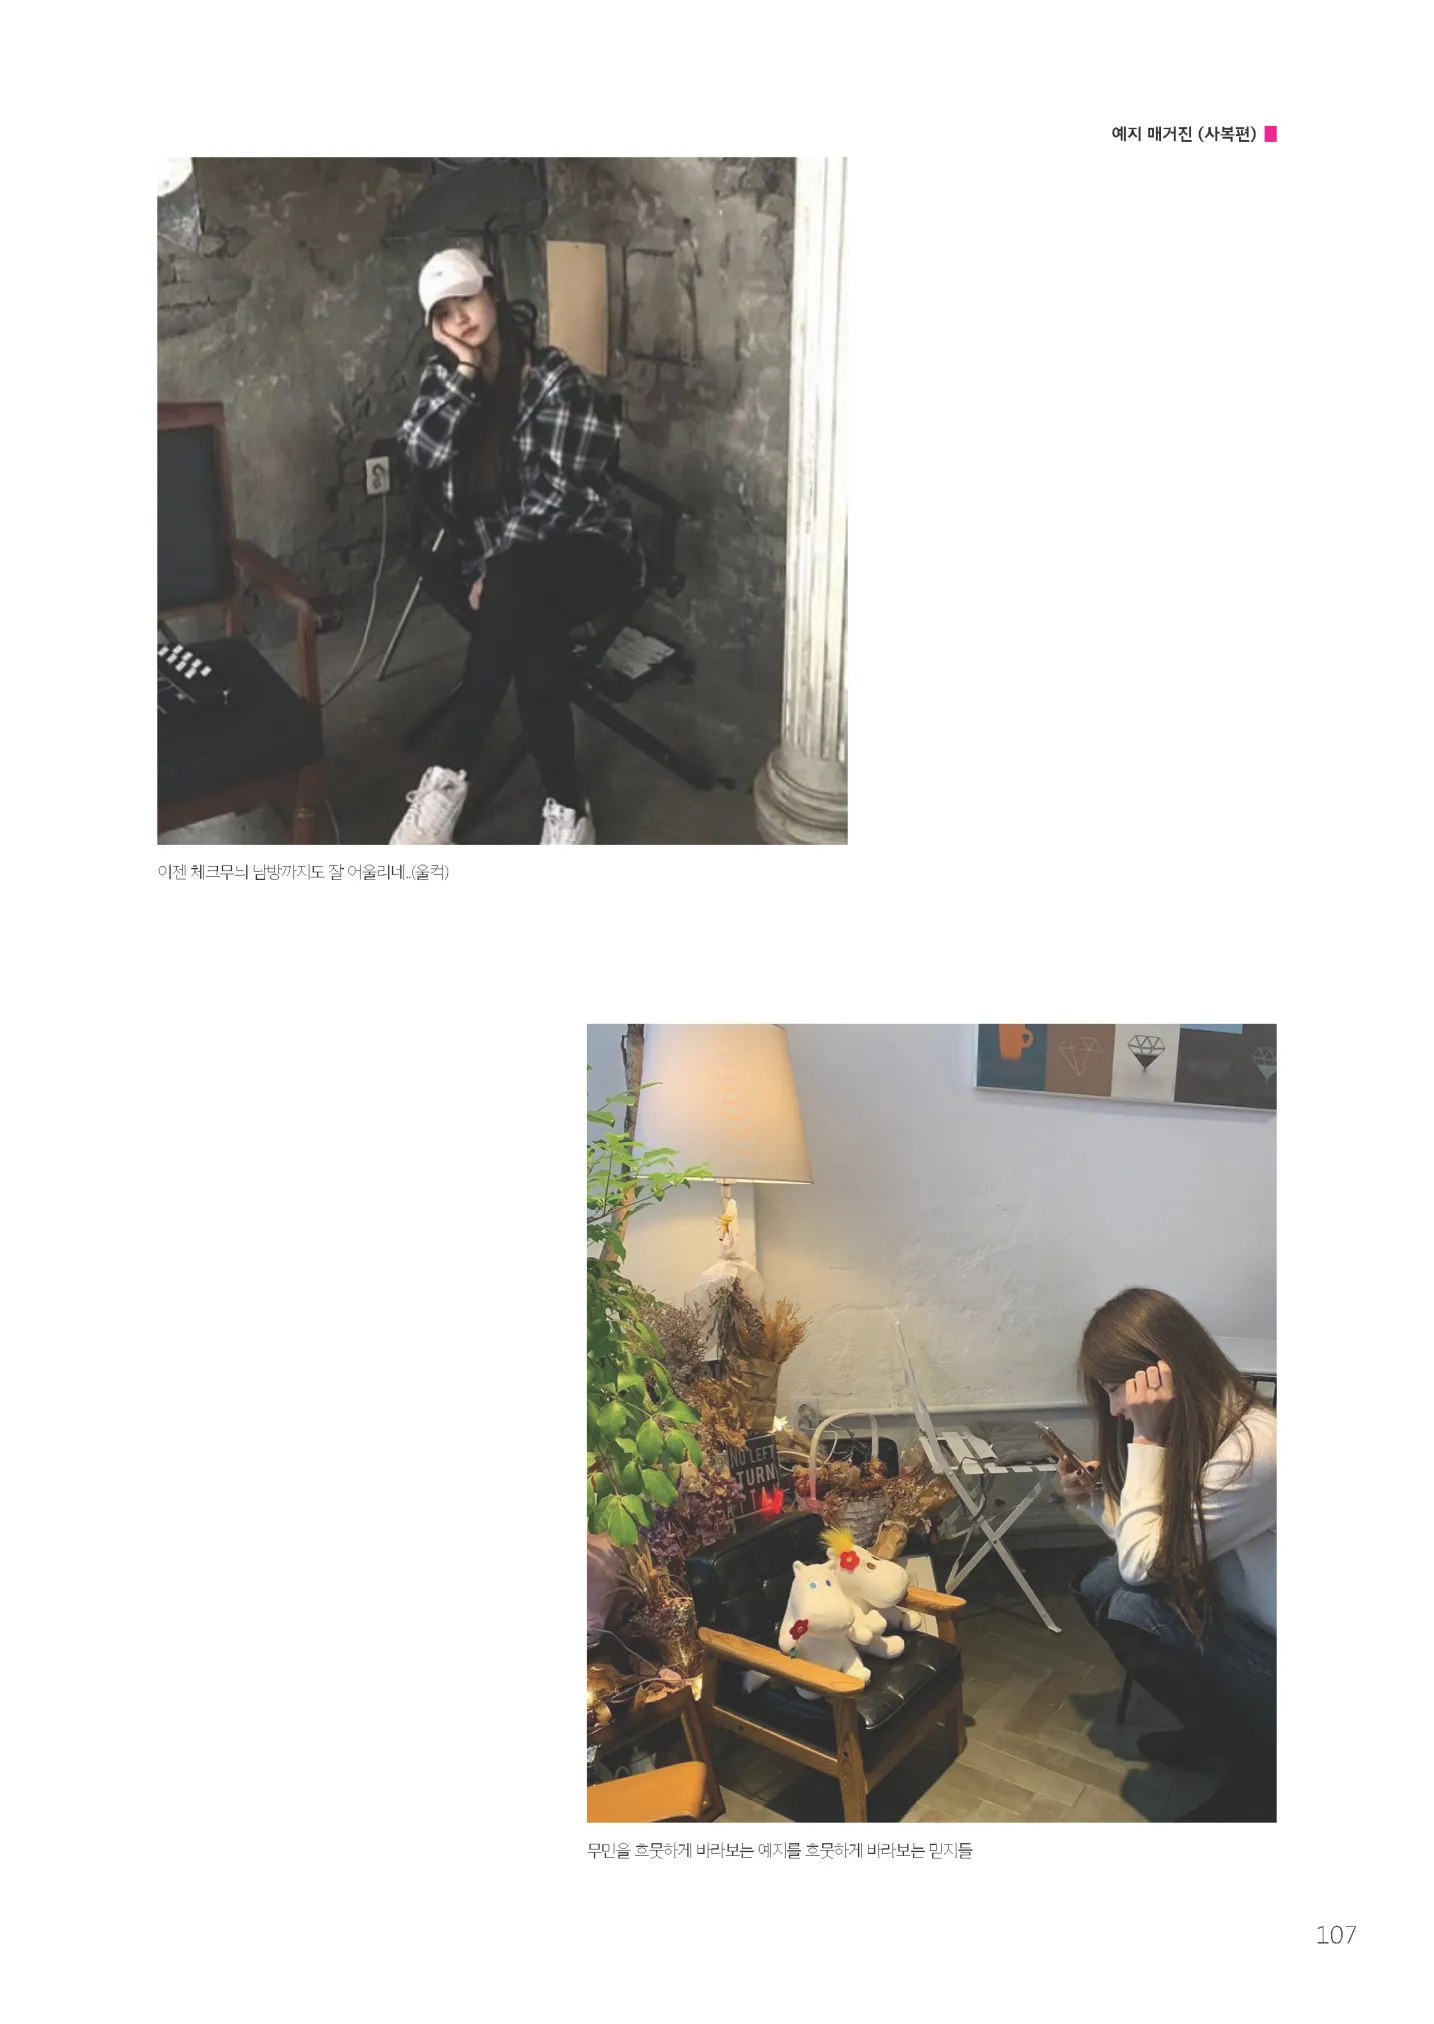 예지 매거진 (사복편)
이젠 체크무늬 남방까지도 잘 어울리네..(울컥)
NO LEFT
TURN
무민을 흐뭇하게 바라보는 예지를 흐뭇하게 바라보는 믿지들
107